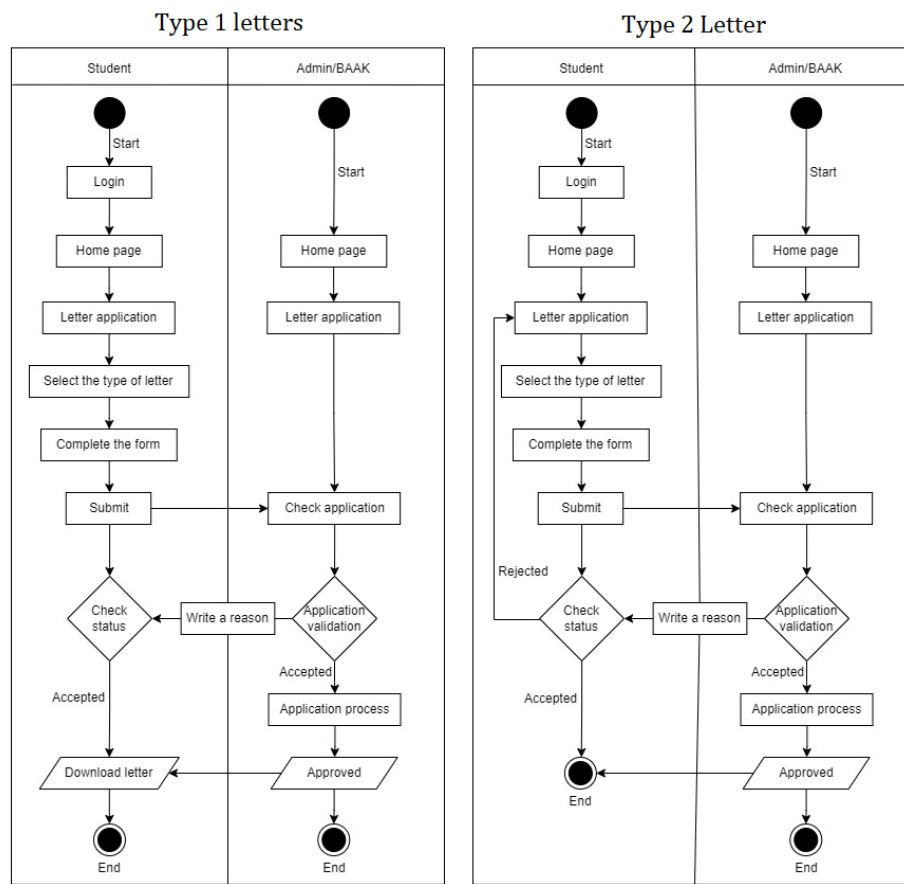 Type 1 letters
Student
Admin/BAAK
Start
Start
Login
Home page
Home page
Letter application
Letter application
Select the type of letter
Complete the form
Submit
Check application
Check
status
Write a reason
Application
validation
Accepted
Accepted
Application process
Download letter
Approved
End
End
Type 2 Letter
Student
Admin/BAAK
Start
Start
Login
Home page
Home page
Letter application
Letter application
Select the type of letter
Complete the form
Submit
Check application
Rejected
Check
status
Write a reason
Application
validation
Accepted
Accepted
Application process
Approved
End
End